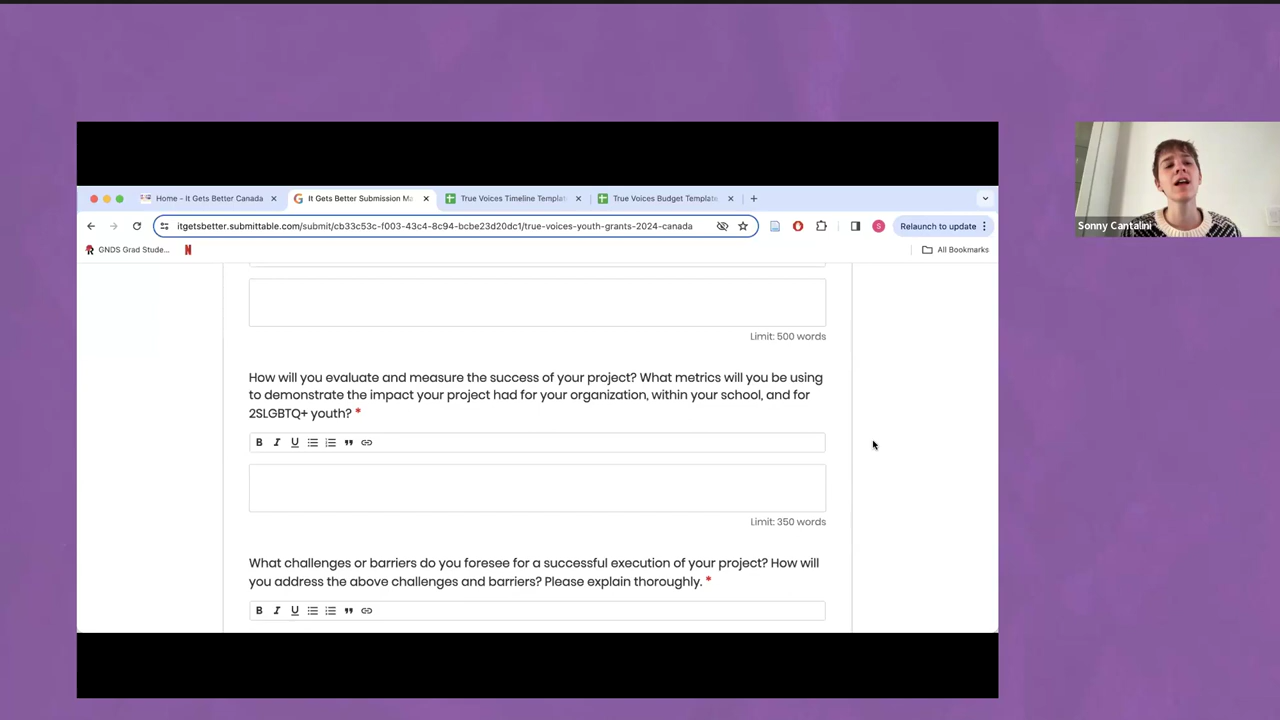 Home - It Gets Better Canada
It Gets Better Submission Ma
True Voices Timeline Templat
True Voices Budget Template
itgetsbetter.submittable.com/submit/cb33c53c-f003-43c4-8c94-bcbe23d20dc1/true-voices-youth-grants-2024-canada
S
Relaunch to update
GNDS Grad Stude...
N
All Bookmarks
Limit: 500 words
How will you evaluate and measure the success of your project? What metrics will you be using
to demonstrate the impact your project had for your organization, within your school, and for
2SLGBTQ+ youth? *
B I U
Limit: 350 words
What challenges or barriers do you foresee for a successful execution of your project? How will
you address the above challenges and barriers? Please explain thoroughly. *
B I U
Sonny Cantalini